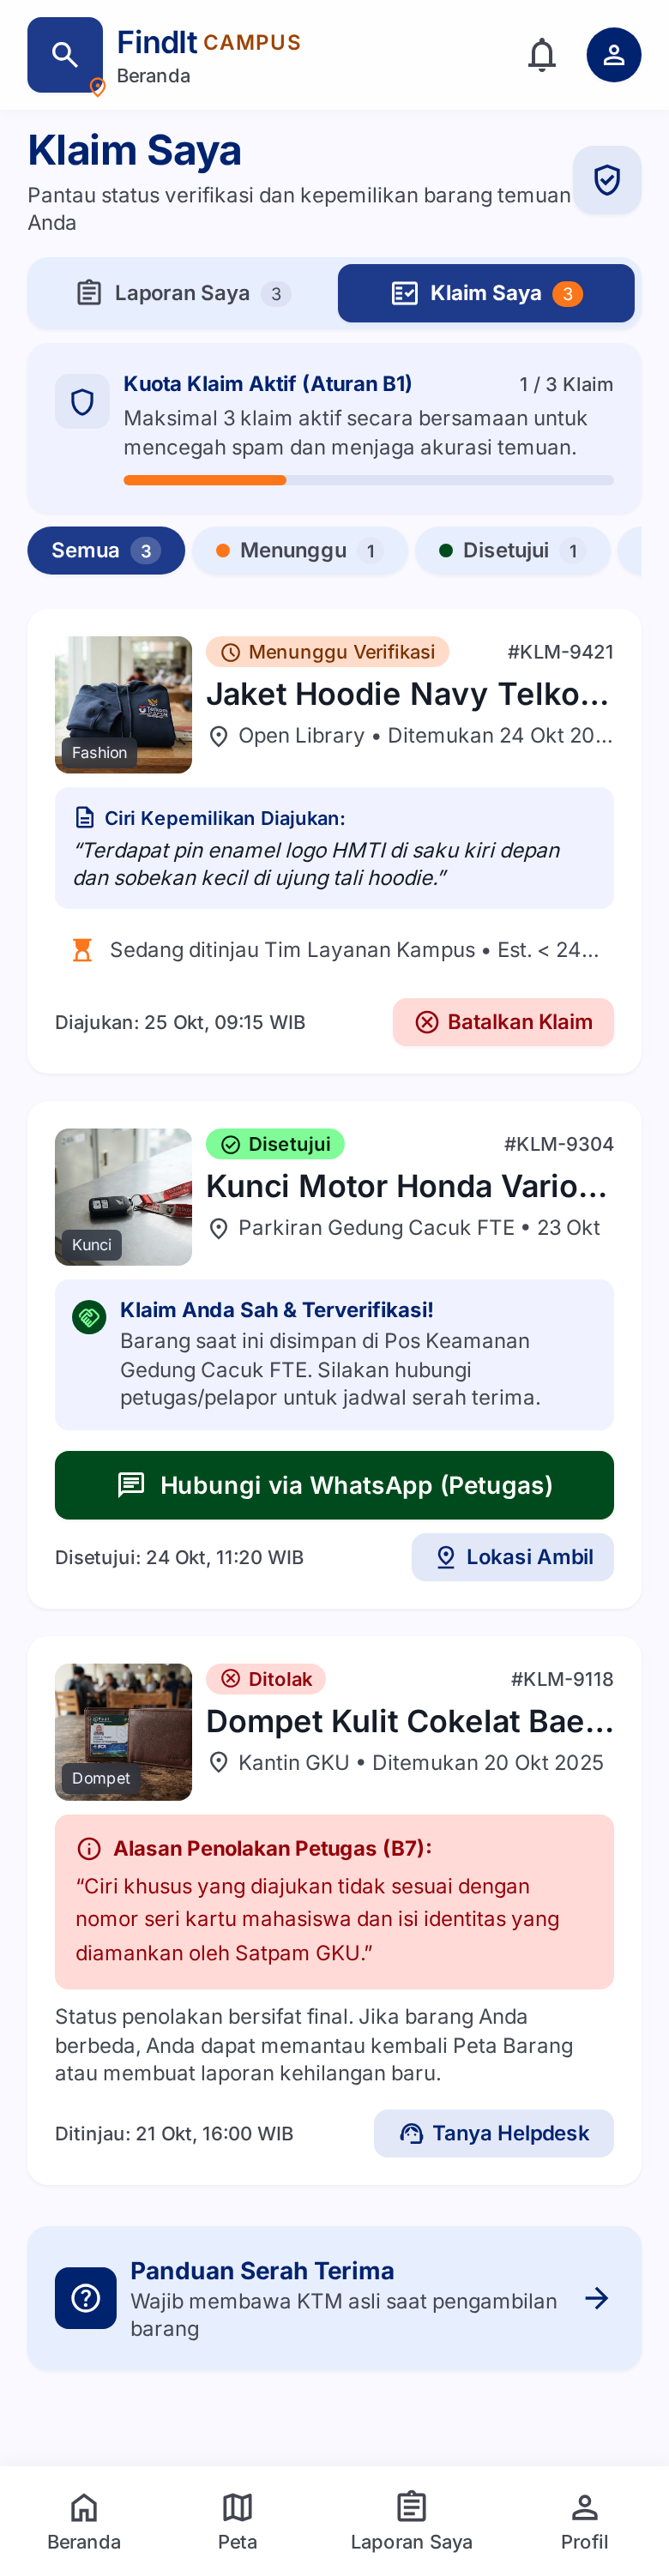 FindIt CAMPUS
Beranda
Klaim Saya
Pantau status verifikasi dan kepemilikan barang temuan
Anda
Laporan Saya 3
Klaim Saya 3
Kuota Klaim Aktif (Aturan B1) 1 / 3 Klaim
Maksimal 3 klaim aktif secara bersamaan untuk
mencegah spam dan menjaga akurasi temuan.
Semua 3
Menunggu 1
Disetujui 1
Menunggu Verifikasi #KLM-9421
Jaket Hoodie Navy Telko...
Open Library • Ditemukan 24 Okt 20...
Fashion
Ciri Kepemilikan Diajukan:
“Terdapat pin enamel logo HMTI di saku kiri depan
dan sobekan kecil di ujung tali hoodie.”
Sedang ditinjau Tim Layanan Kampus • Est. < 24...
Diajukan: 25 Okt, 09:15 WIB
Batalkan Klaim
Disetujui #KLM-9304
Kunci Motor Honda Vario...
Parkiran Gedung Cacuk FTE • 23 Okt
Kunci
Klaim Anda Sah & Terverifikasi!
Barang saat ini disimpan di Pos Keamanan
Gedung Cacuk FTE. Silakan hubungi
petugas/pelapor untuk jadwal serah terima.
Hubungi via WhatsApp (Petugas)
Disetujui: 24 Okt, 11:20 WIB
Lokasi Ambil
Ditolak #KLM-9118
Dompet Kulit Cokelat Bae...
Kantin GKU • Ditemukan 20 Okt 2025
Dompet
Alasan Penolakan Petugas (B7):
“Ciri khusus yang diajukan tidak sesuai dengan
nomor seri kartu mahasiswa dan isi identitas yang
diamankan oleh Satpam GKU.”
Status penolakan bersifat final. Jika barang Anda
berbeda, Anda dapat memantau kembali Peta Barang
atau membuat laporan kehilangan baru.
Ditinjau: 21 Okt, 16:00 WIB
Tanya Helpdesk
Panduan Serah Terima
Wajib membawa KTM asli saat pengambilan
barang
Beranda
Peta
Laporan Saya
Profil